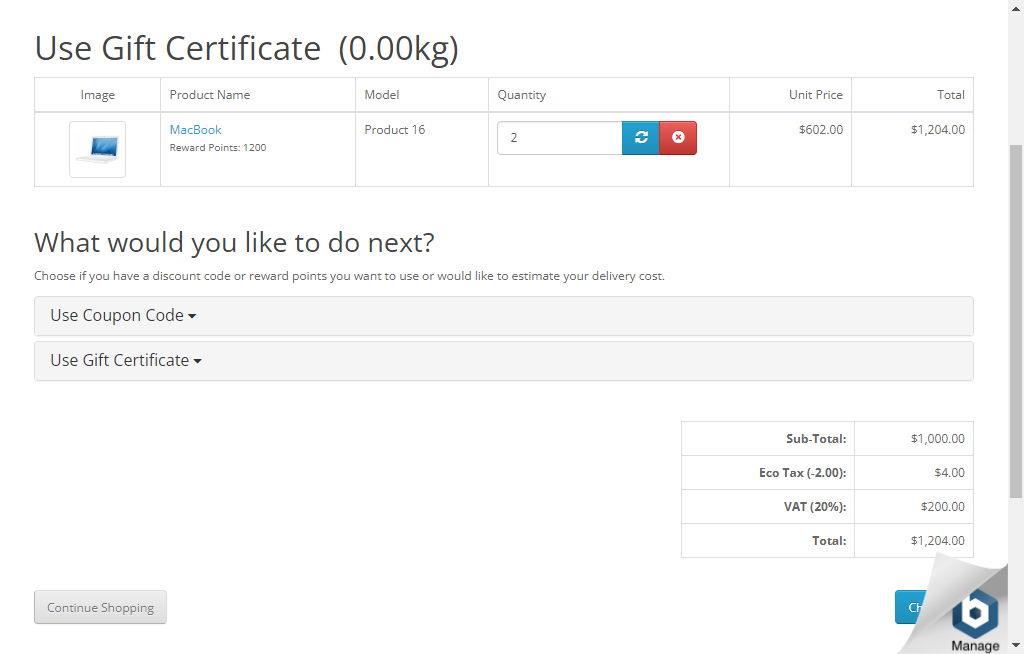 Use Gift Certificate (0.00kg)
Image Product Name Model Quantity Unit Price Total
MacBook Product 16 2 $602.00 $1,204.00
Reward Points: 1200
What would you like to do next?
Choose if you have a discount code or reward points you want to use or would like to estimate your delivery cost.
Use Coupon Code
Use Gift Certificate
Sub-Total: $1,000.00
Eco Tax (-2.00): $4.00
VAT (20%): $200.00
Total: $1,204.00
Continue Shopping
Manage